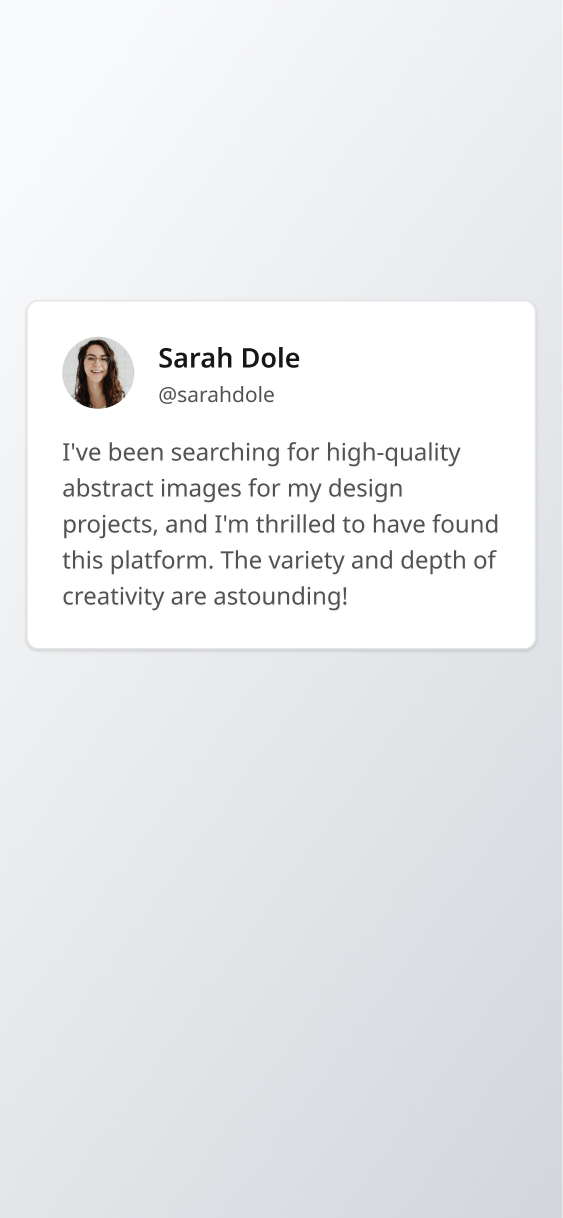 Sarah Dole
@sarahdole
I've been searching for high-quality
abstract images for my design
projects, and I'm thrilled to have found
this platform. The variety and depth of
creativity are astounding!